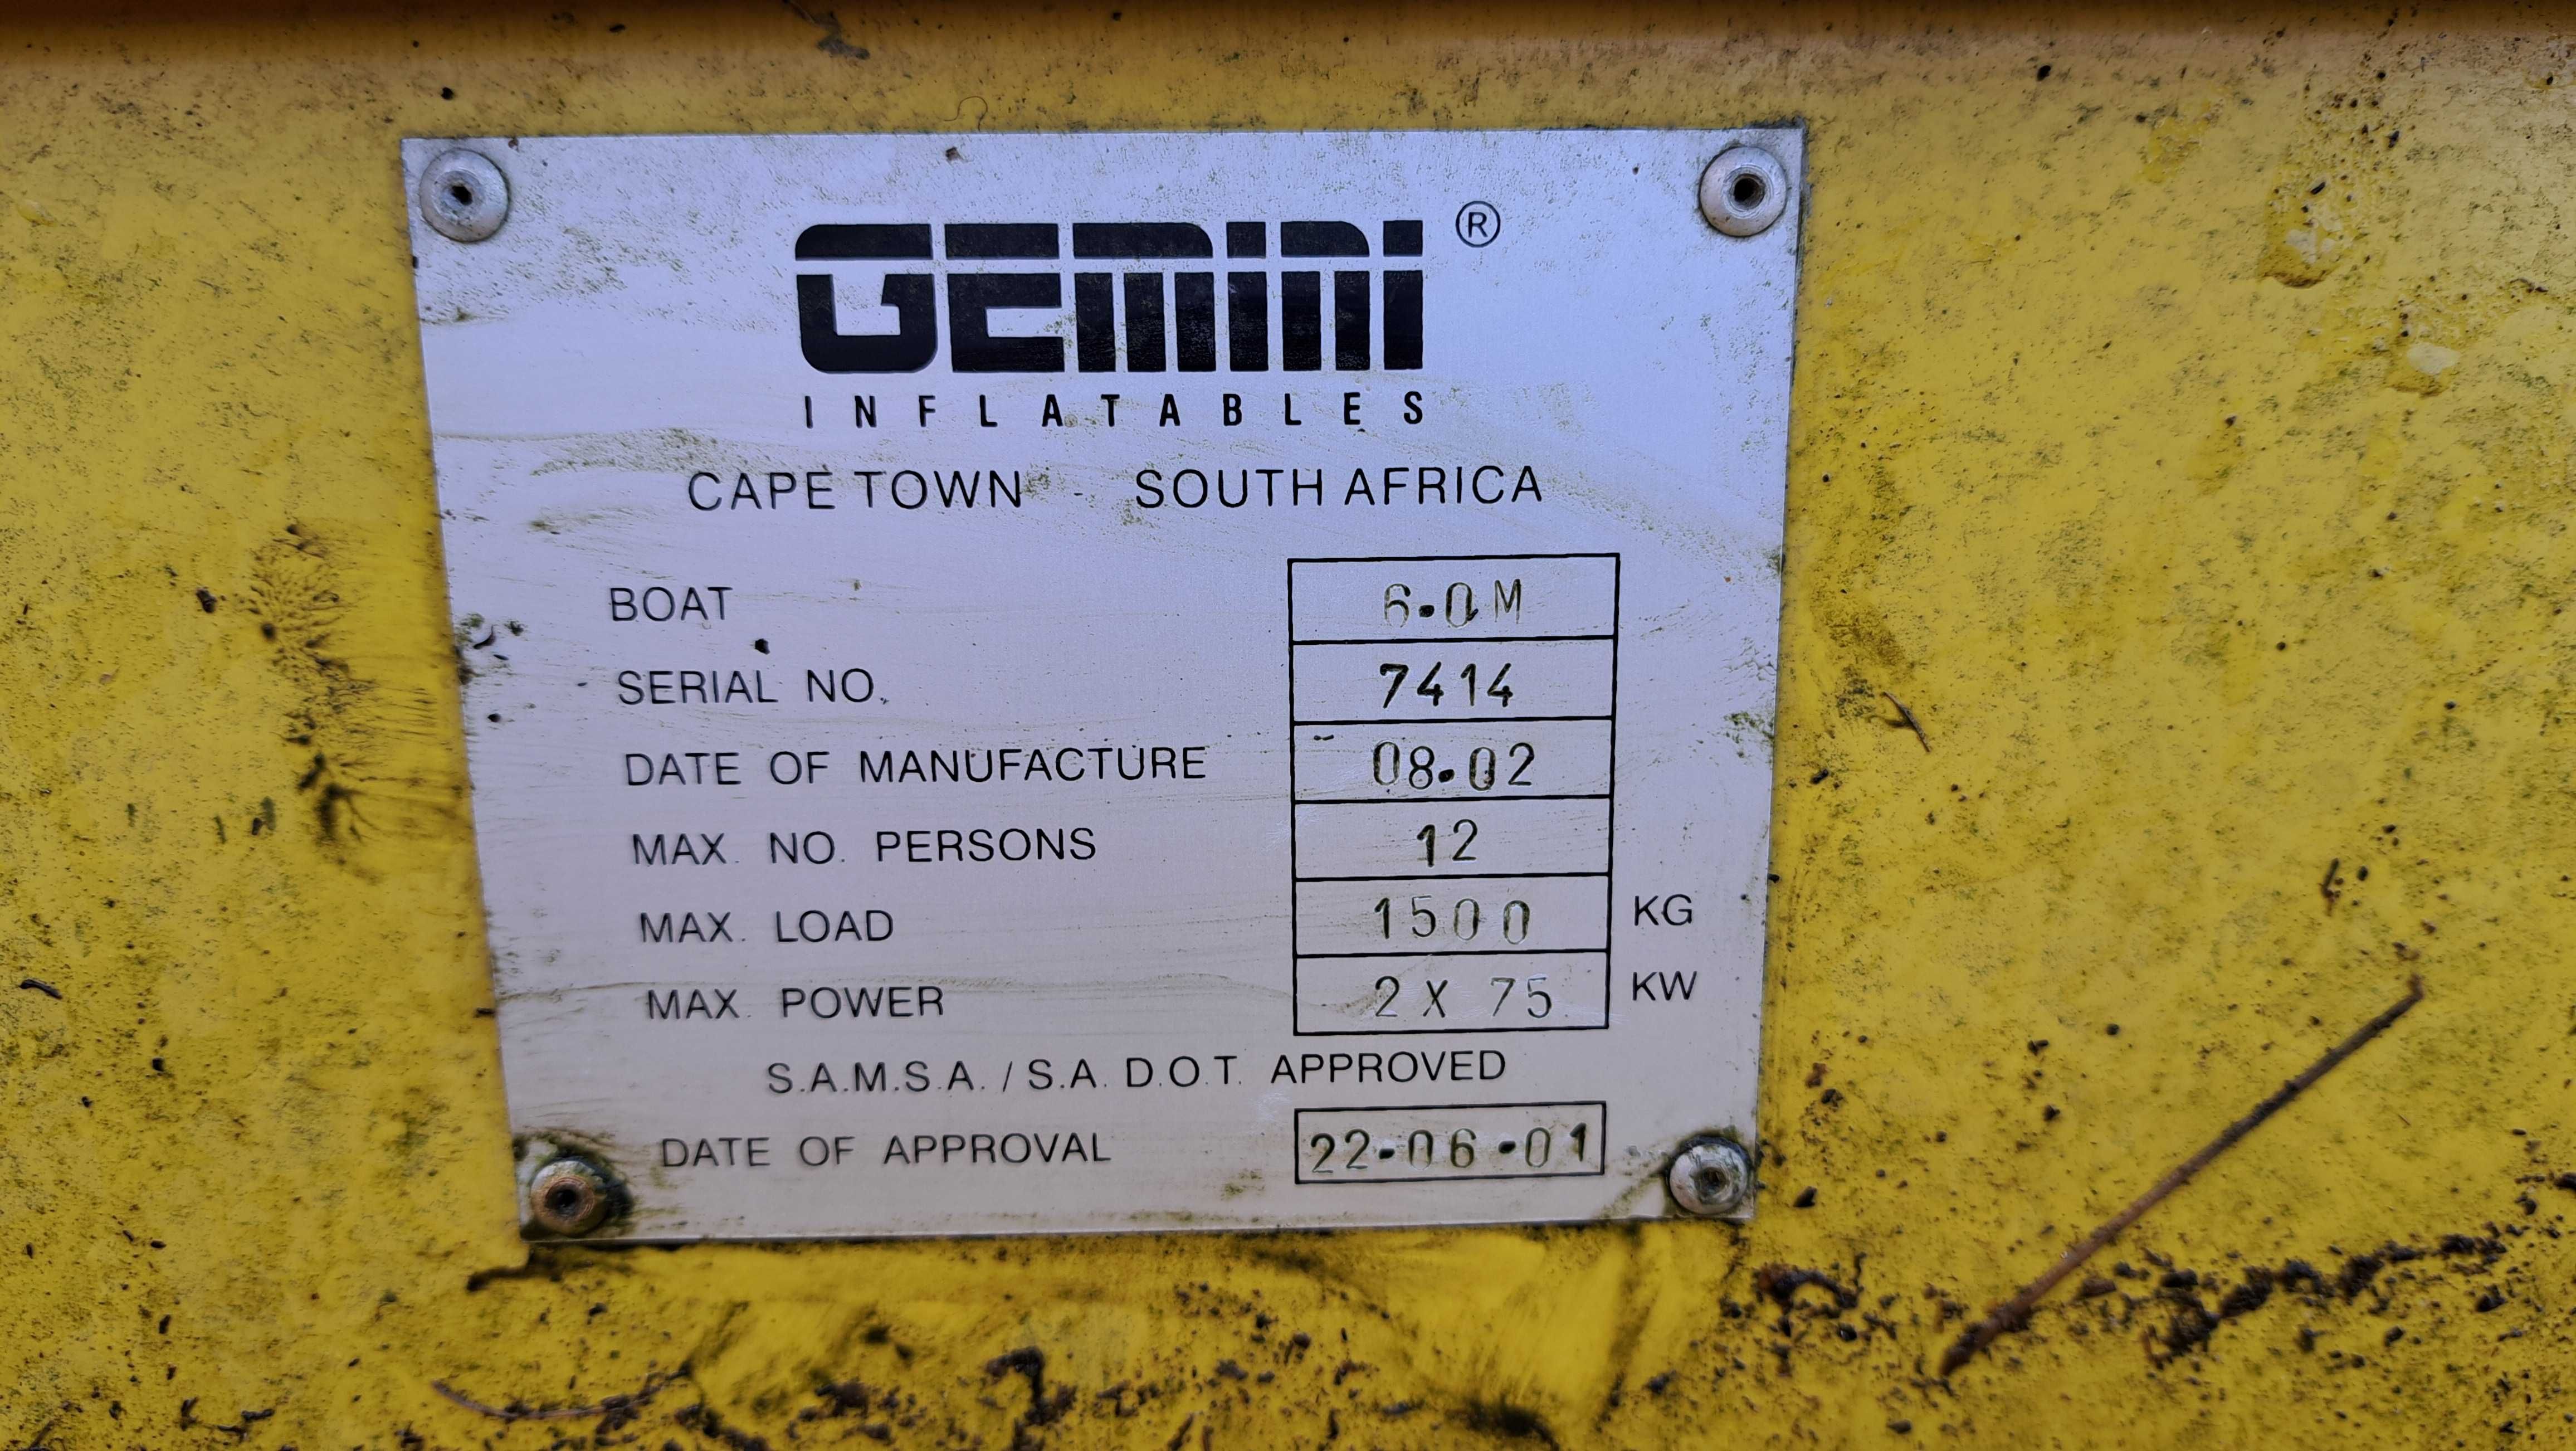 GEMINI ®
INFLATABLES
CAPE TOWN - SOUTH AFRICA
BOAT 6.0M
SERIAL NO. 7414
DATE OF MANUFACTURE 08.02
MAX. NO. PERSONS 12
MAX. LOAD 1500 KG
MAX. POWER 2 X 75 KW
S.A.M.S.A. / S.A. D.O.T. APPROVED
DATE OF APPROVAL 22-06-01